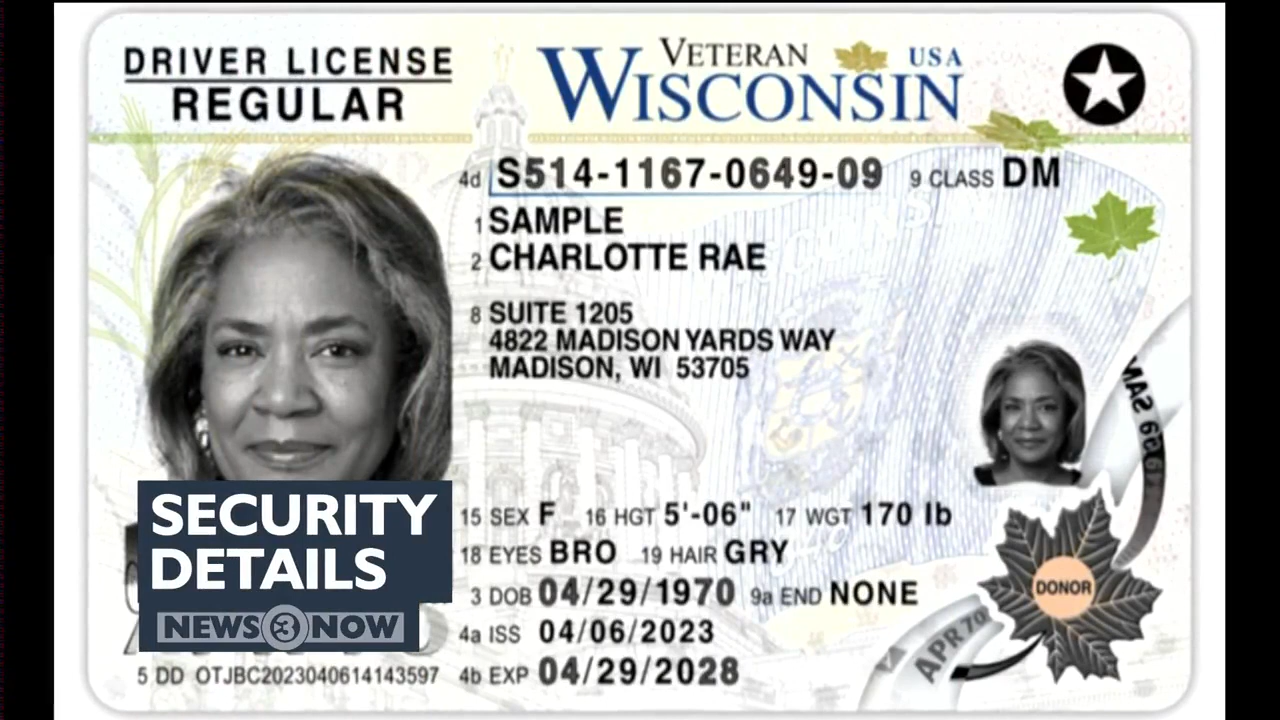 DRIVER LICENSE
REGULAR
VETERAN
USA
WISCONSIN
4d S514-1167-0649-09 9 CLASS DM
1 SAMPLE
2 CHARLOTTE RAE
8 SUITE 1205
4822 MADISON YARDS WAY
MADISON, WI 53705
15 SEX F 16 HGT 5'-06" 17 WGT 170 lb
18 EYES BRO 19 HAIR GRY
3 DOB 04/29/1970 9a END NONE
4a ISS 04/06/2023
4b EXP 04/29/2028
5 DD OTJBC2023040614143597
DONOR
APR 70
SECURITY
DETAILS
NEWS 3 NOW